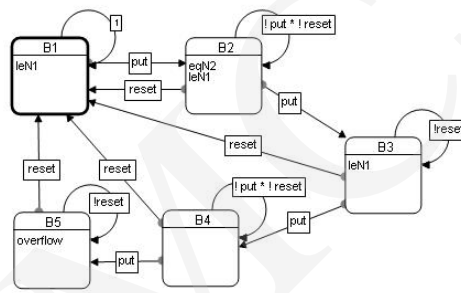 B1
leN1
1
put
reset
B2
eqN2
leN1
! put * ! reset
put
reset
B3
leN1
!reset
reset
reset
put
B5
overflow
!reset
put
B4
! put * ! reset